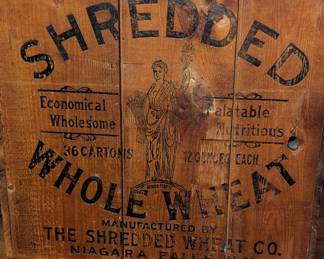 SHREDDED
Economical Palatable
Wholesome Nutritious
36 CARTONS 12 OUNCES EACH
WHOLE WHEAT
MANUFACTURED BY
THE SHREDDED WHEAT CO.
NIAGARA FALLS, N.Y.